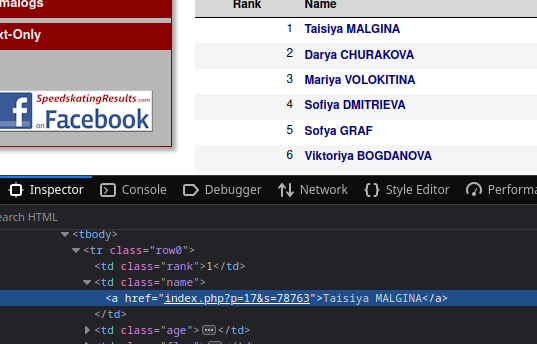 malogs
xt-Only
SpeedskatingResults.com
on Facebook
Rank Name
1 Taisiya MALGINA
2 Darya CHURAKOVA
3 Mariya VOLOKITINA
4 Sofiya DMITRIEVA
5 Sofya GRAF
6 Viktoriya BOGDANOVA
Inspector Console Debugger Network Style Editor Performa
earch HTML
<tbody>
<tr class="row0">
<td class="rank">1</td>
<td class="name">
<a href="index.php?p=17&s=78763">Taisiya MALGINA</a>
</td>
<td class="age"> ••• </td>